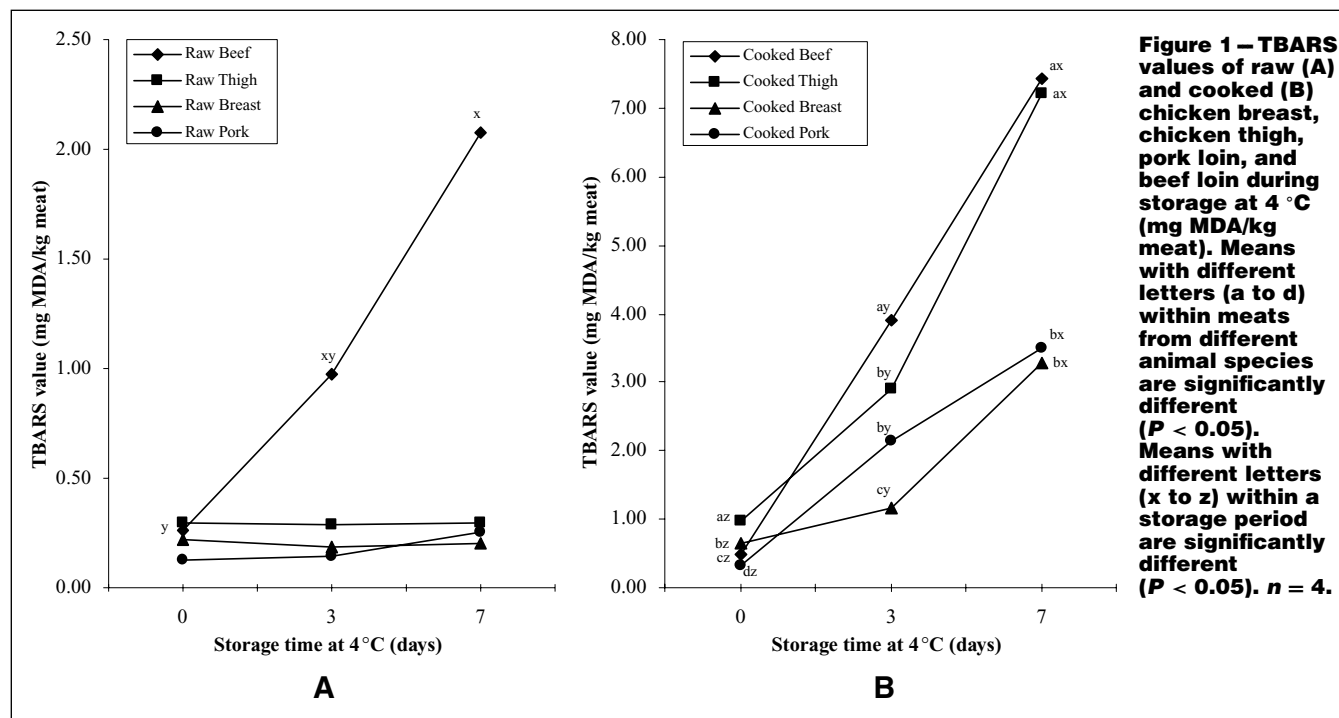 2.50
2.00
1.50
1.00
0.50
0.00
TBARS value (mg MDA/kg meat)
Raw Beef
Raw Thigh
Raw Breast
Raw Pork
x
xy
y
0
3
7
Storage time at 4 °C (days)
A
8.00
7.00
6.00
5.00
4.00
3.00
2.00
1.00
0.00
TBARS value (mg MDA/kg meat)
Cooked Beef
Cooked Thigh
Cooked Breast
Cooked Pork
ax
ax
ay
by
bx
bx
by
cy
az
bz
cz
dz
0
3
7
Storage time at 4 °C (days)
B
Figure 1—TBARS
values of raw (A)
and cooked (B)
chicken breast,
chicken thigh,
pork loin, and
beef loin during
storage at 4 °C
(mg MDA/kg
meat). Means
with different
letters (a to d)
within meats
from different
animal species
are significantly
different
(P < 0.05).
Means with
different letters
(x to z) within a
storage period
are significantly
different
(P < 0.05). n = 4.